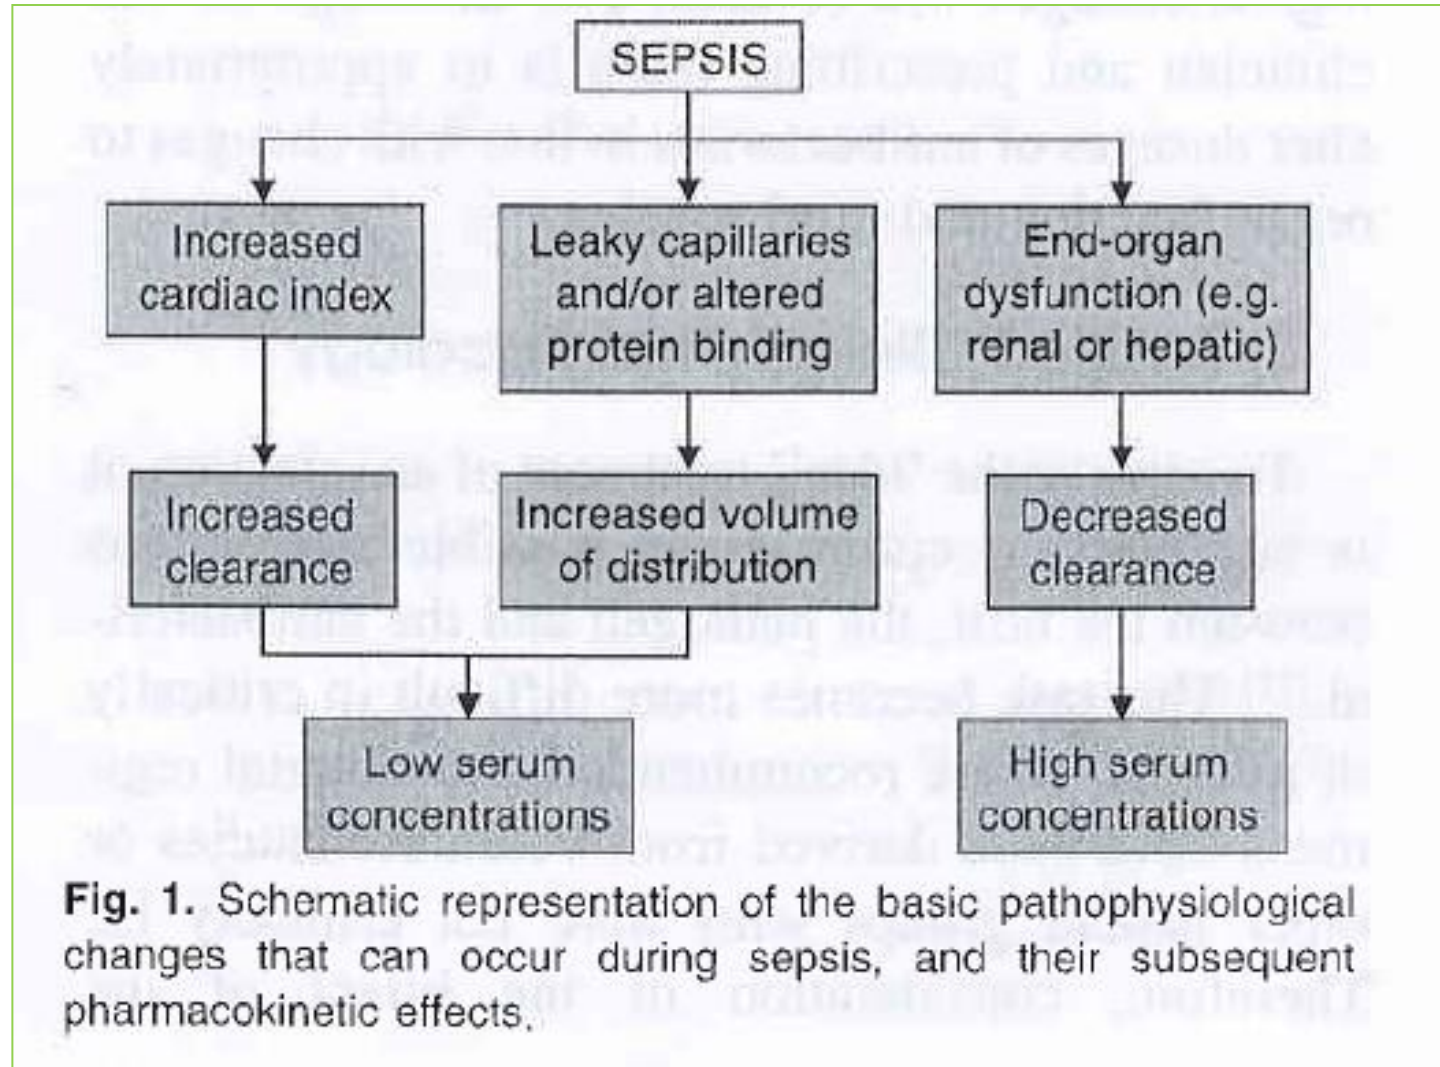 SEPSIS
Increased
cardiac index
Leaky capillaries
and/or altered
protein binding
End-organ
dysfunction (e.g.
renal or hepatic)
Increased
clearance
Increased volume
of distribution
Decreased
clearance
Low serum
concentrations
High serum
concentrations
Fig. 1. Schematic representation of the basic pathophysiological
changes that can occur during sepsis, and their subsequent
pharmacokinetic effects.